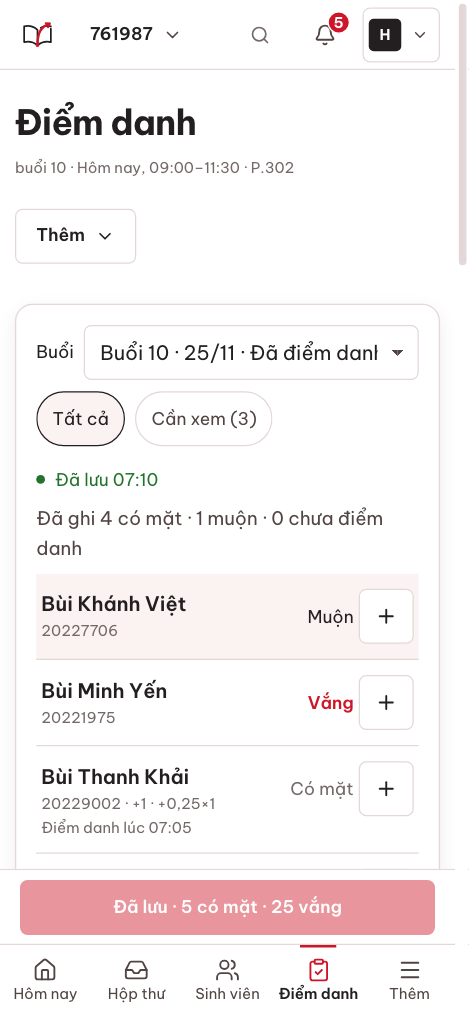 761987
5
H
Điểm danh
buổi 10 · Hôm nay, 09:00–11:30 · P.302
Thêm
Buổi
Buổi 10 · 25/11 · Đã điểm danh
Tất cả
Cần xem (3)
Đã lưu 07:10
Đã ghi 4 có mặt · 1 muộn · 0 chưa điểm
danh
Bùi Khánh Việt
20227706
Muộn
+
Bùi Minh Yến
20221975
Vắng
+
Bùi Thanh Khải
20229002 · +1 · +0,25×1
Điểm danh lúc 07:05
Có mặt
+
Đã lưu · 5 có mặt · 25 vắng
Hôm nay
Hộp thư
Sinh viên
Điểm danh
Thêm